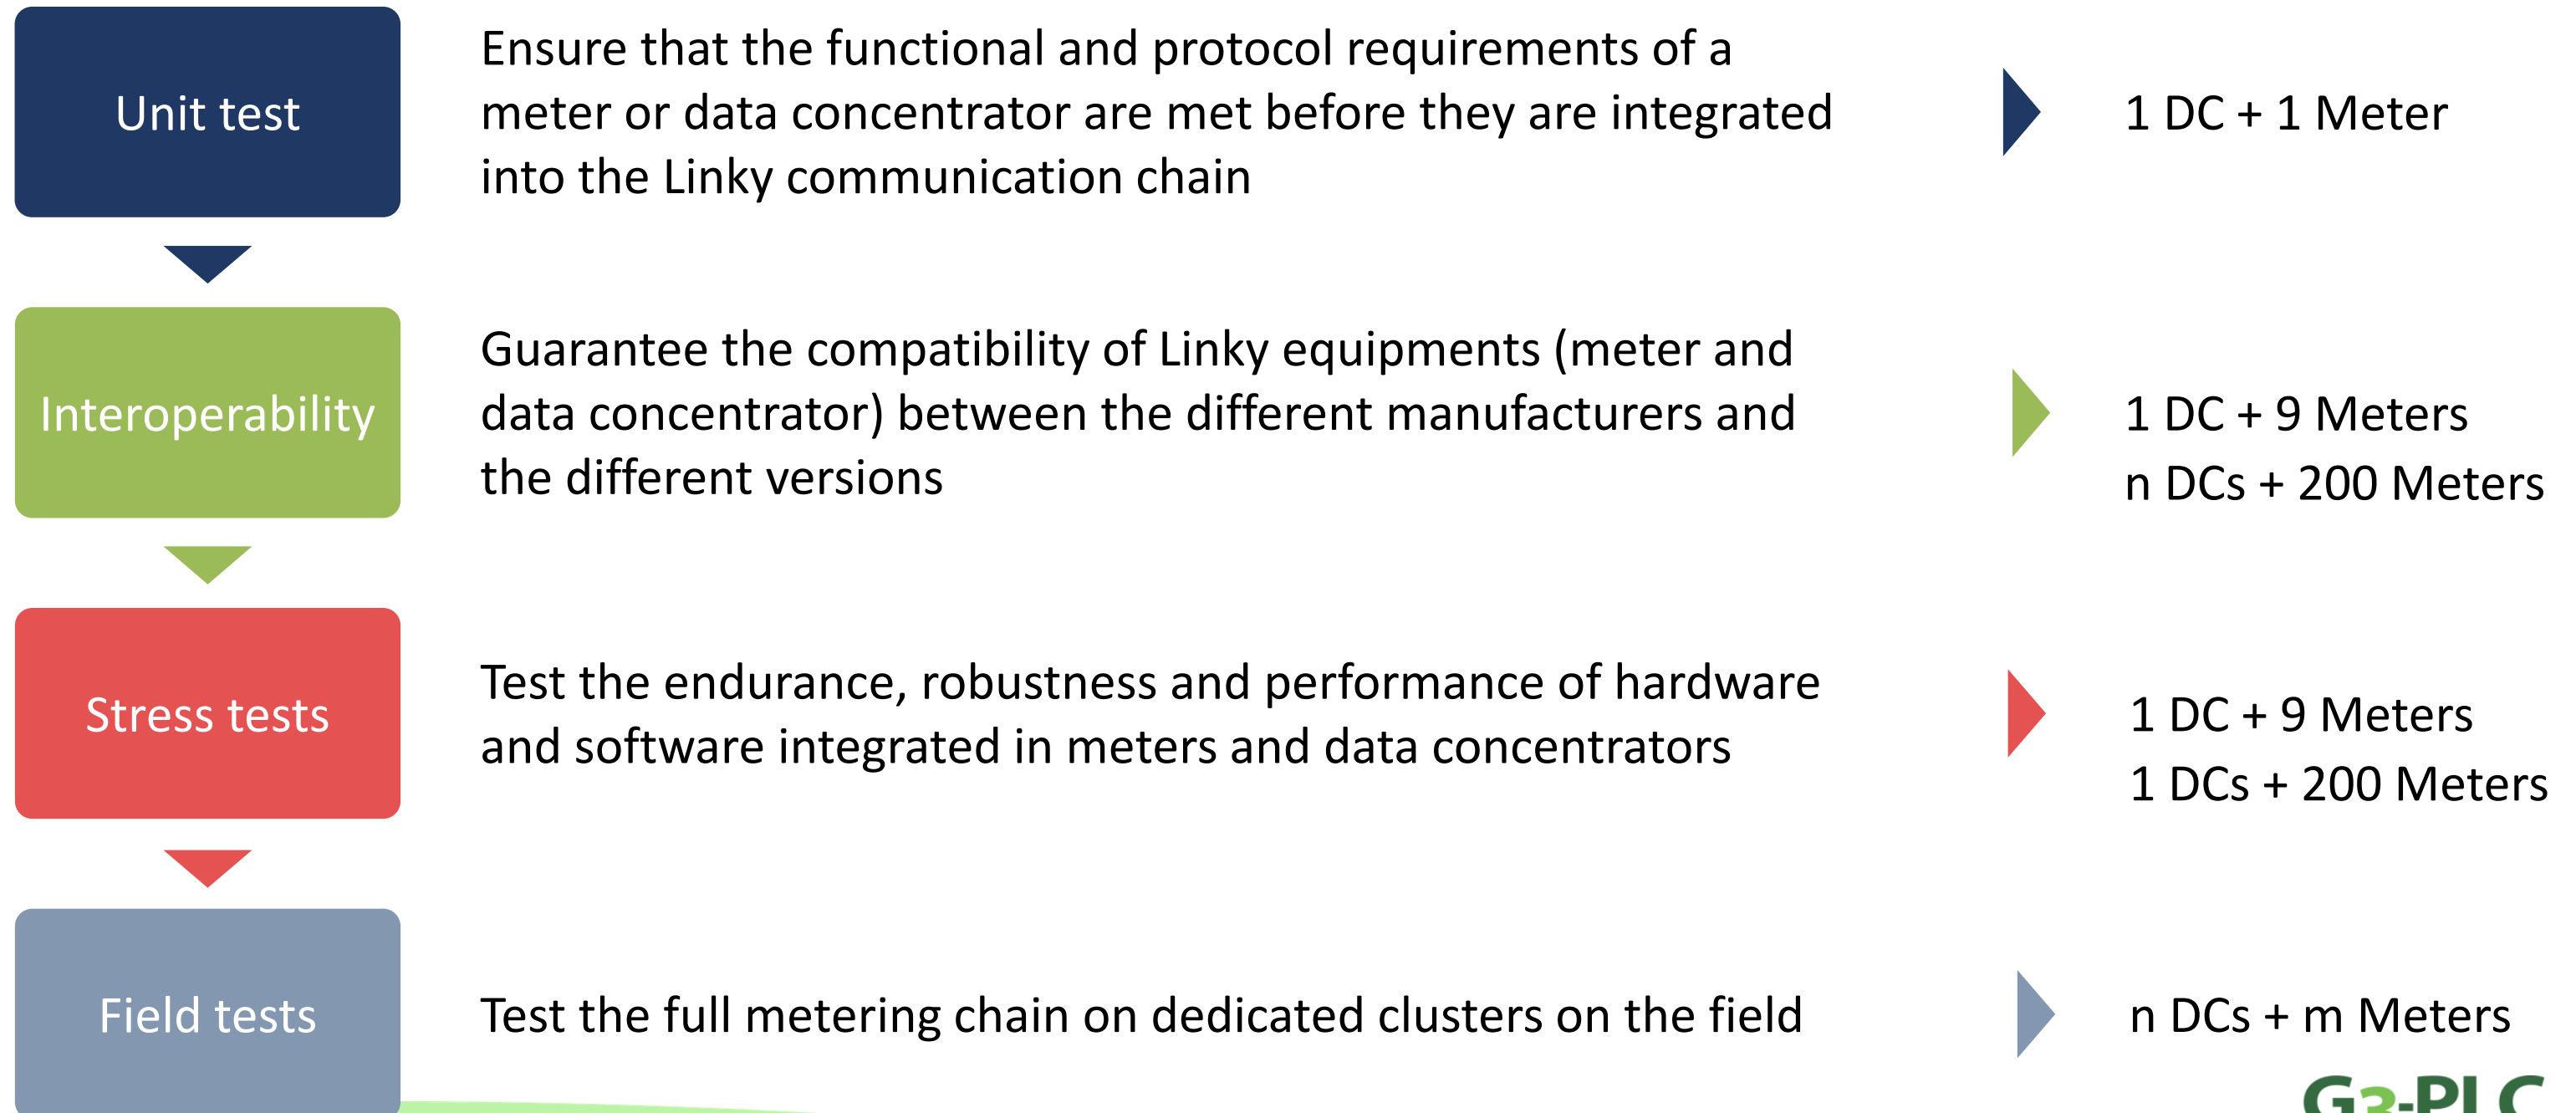 Unit test
Ensure that the functional and protocol requirements of a
meter or data concentrator are met before they are integrated
into the Linky communication chain
1 DC + 1 Meter
Interoperability
Guarantee the compatibility of Linky equipments (meter and
data concentrator) between the different manufacturers and
the different versions
1 DC + 9 Meters
n DCs + 200 Meters
Stress tests
Test the endurance, robustness and performance of hardware
and software integrated in meters and data concentrators
1 DC + 9 Meters
1 DCs + 200 Meters
Field tests
Test the full metering chain on dedicated clusters on the field
n DCs + m Meters
G3-PLC